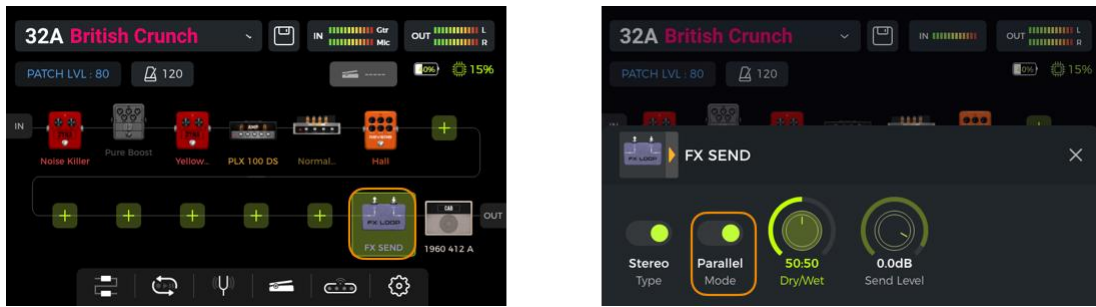 32A British Crunch
IN
Gtr
Mic
OUT
L
R
PATCH LVL : 80
120
-----
0%
15%
IN
Noise Killer
Pure Boost
Yellow..
AMP
PLX 100 DS
Normal..
Hall
FX LOOP
FX SEND
CAB
1960 412 A
OUT
32A British Crunch
IN
OUT
L
R
PATCH LVL : 80
120
0%
15%
FX LOOP
FX SEND
Stereo
Type
Parallel
Mode
50:50
Dry/Wet
0.0dB
Send Level